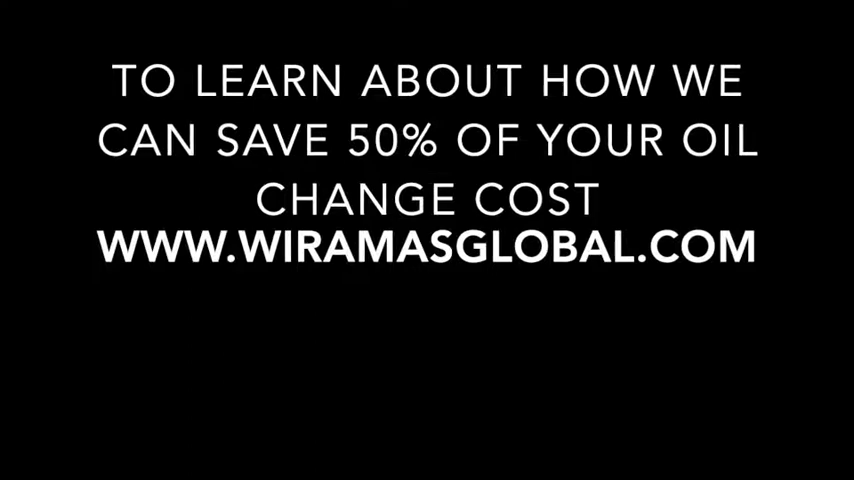 TO LEARN ABOUT HOW WE
CAN SAVE 50% OF YOUR OIL
CHANGE COST
WWW.WIRAMASGLOBAL.COM